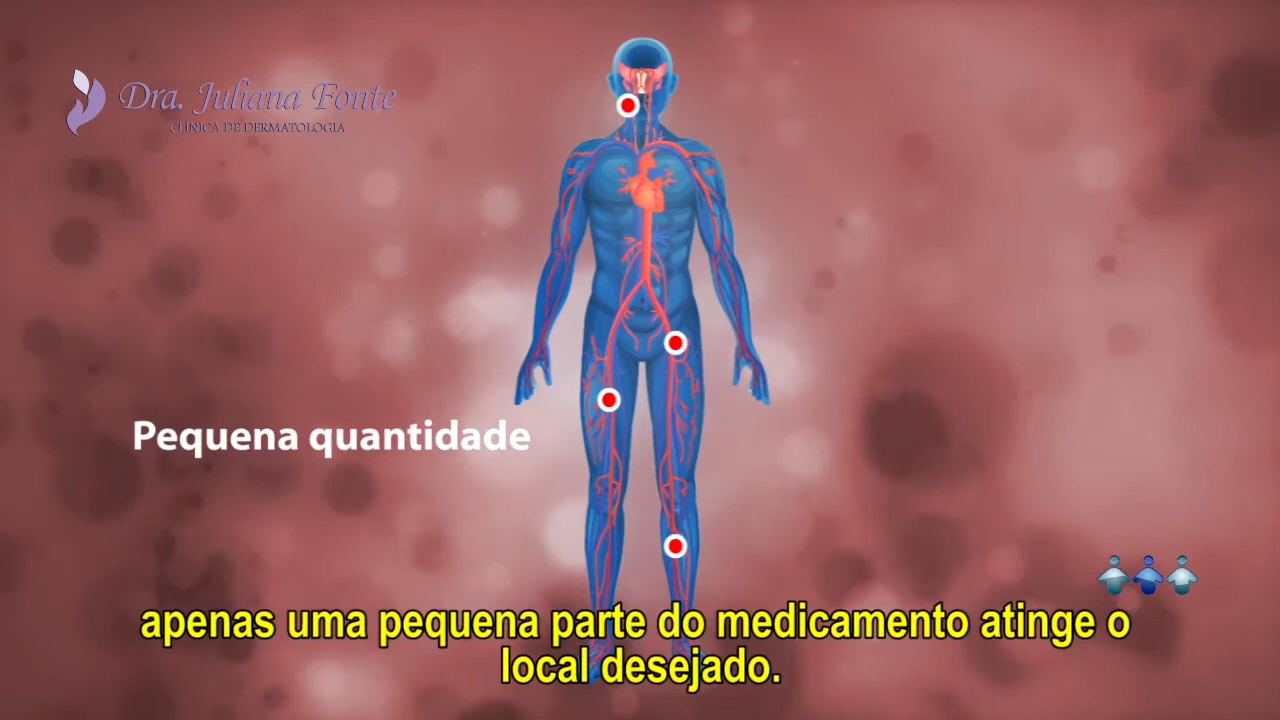 Dra. Juliana Fonte
CLÍNICA DE DERMATOLOGIA
Pequena quantidade
apenas uma pequena parte do medicamento atinge o
local desejado.